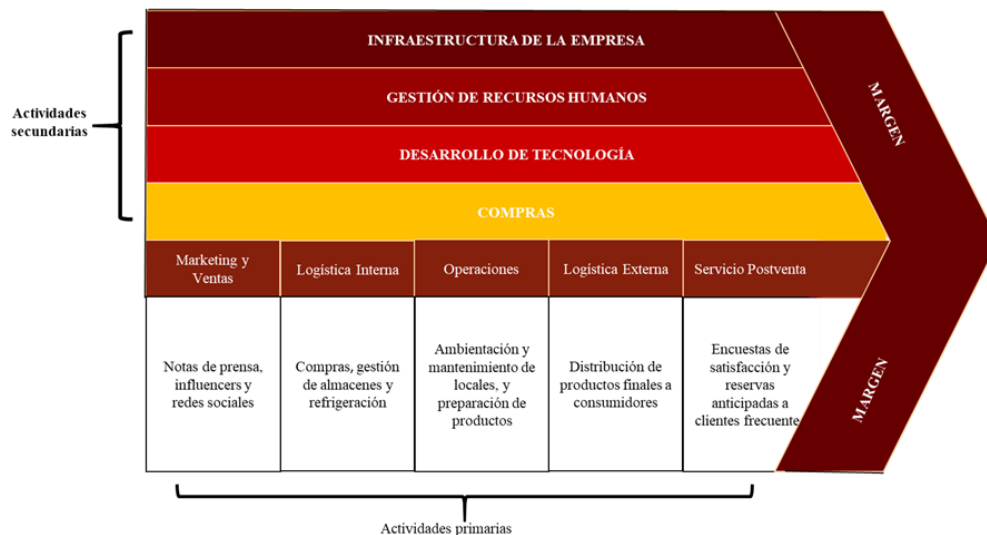 INFRAESTRUCTURA DE LA EMPRESA
GESTIÓN DE RECURSOS HUMANOS
DESARROLLO DE TECNOLOGÍA
COMPRAS
Actividades
secundarias
MARGEN
MARGEN
Marketing y
Ventas
Logística Interna
Operaciones
Logística Externa
Servicio Postventa
Notas de prensa,
influencers y
redes sociales
Compras, gestión
de almacenes y
refrigeración
Ambientación y
mantenimiento de
locales, y
preparación de
productos
Distribución de
productos finales a
consumidores
Encuestas de
satisfacción y
reservas
anticipadas a
clientes frecuente
Actividades primarias